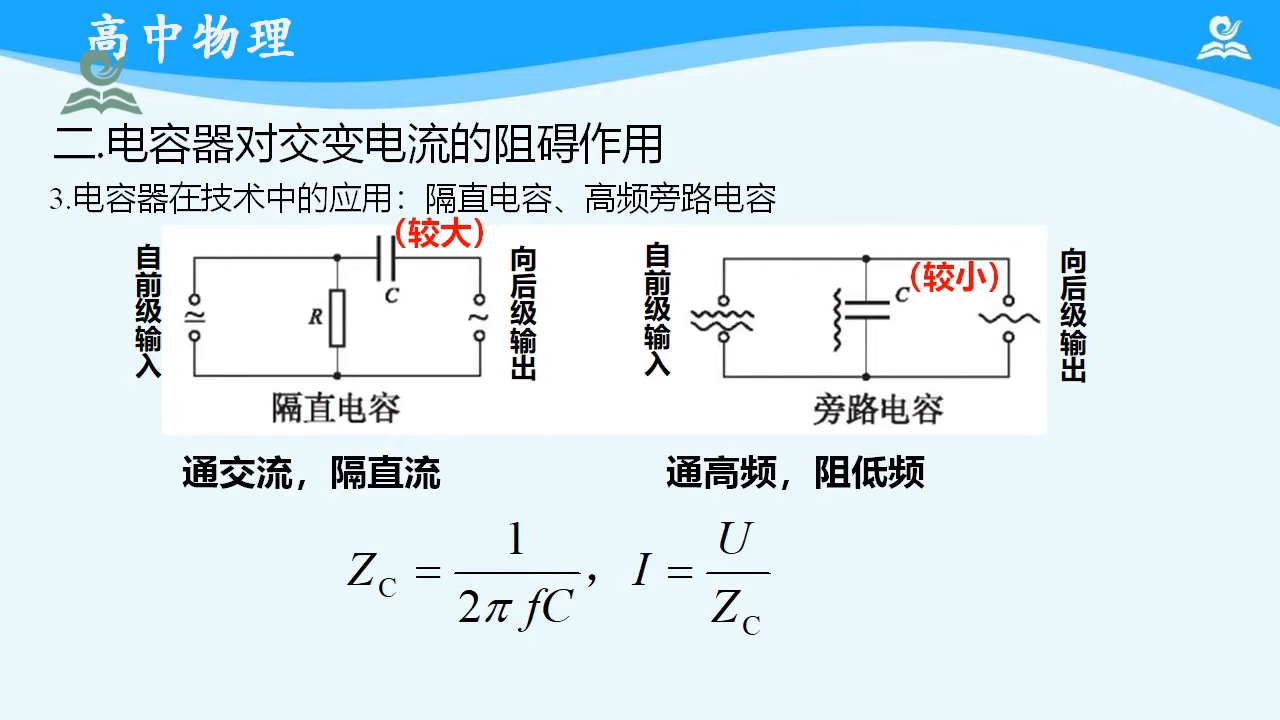 高中物理
二.电容器对交变电流的阻碍作用
3.电容器在技术中的应用：隔直电容、高频旁路电容
自前级输入
(较大)
C
R
~
向后级输出
隔直电容
自前级输入
C
(较小)
向后级输出
旁路电容
通交流，隔直流
通高频，阻低频
Z_C = 1/(2π fC)， I = U/Z_C